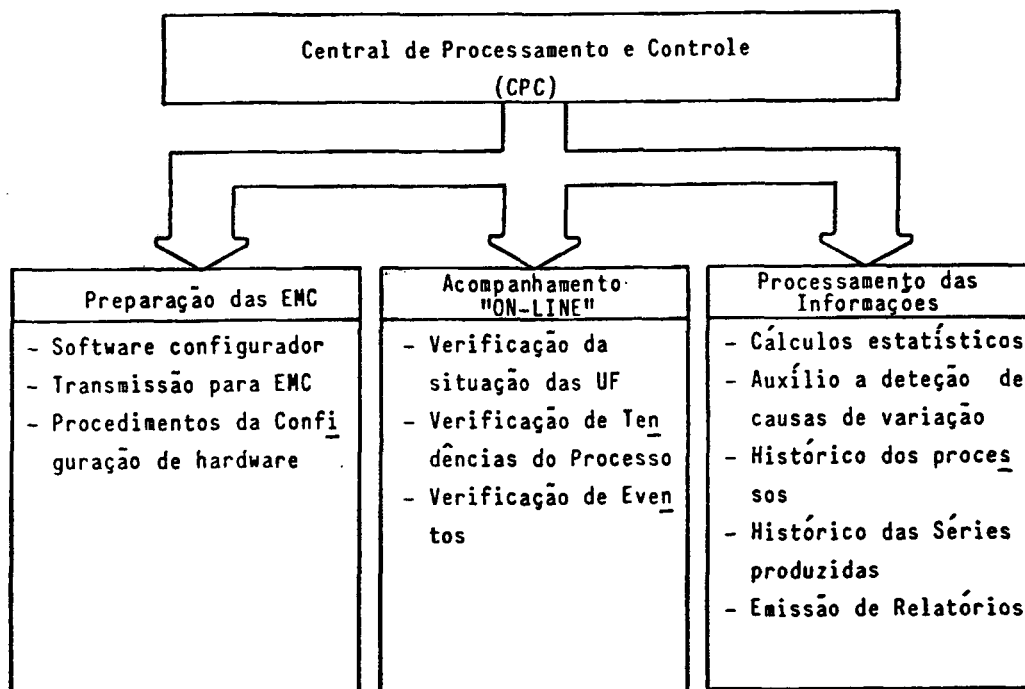 Central de Processamento e Controle
(CPC)
Preparação das EMC
- Software configurador
- Transmissão para EMC
- Procedimentos da Confi
guração de hardware
Acompanhamento
"ON-LINE"
- Verificação da
situação das UF
- Verificação de Ten
dências do Processo
- Verificação de Even
tos
Processamento das
Informações
- Cálculos estatísticos
- Auxílio a deteção de
causas de variação
- Histórico dos proces
sos
- Histórico das Séries
produzidas
- Emissão de Relatórios